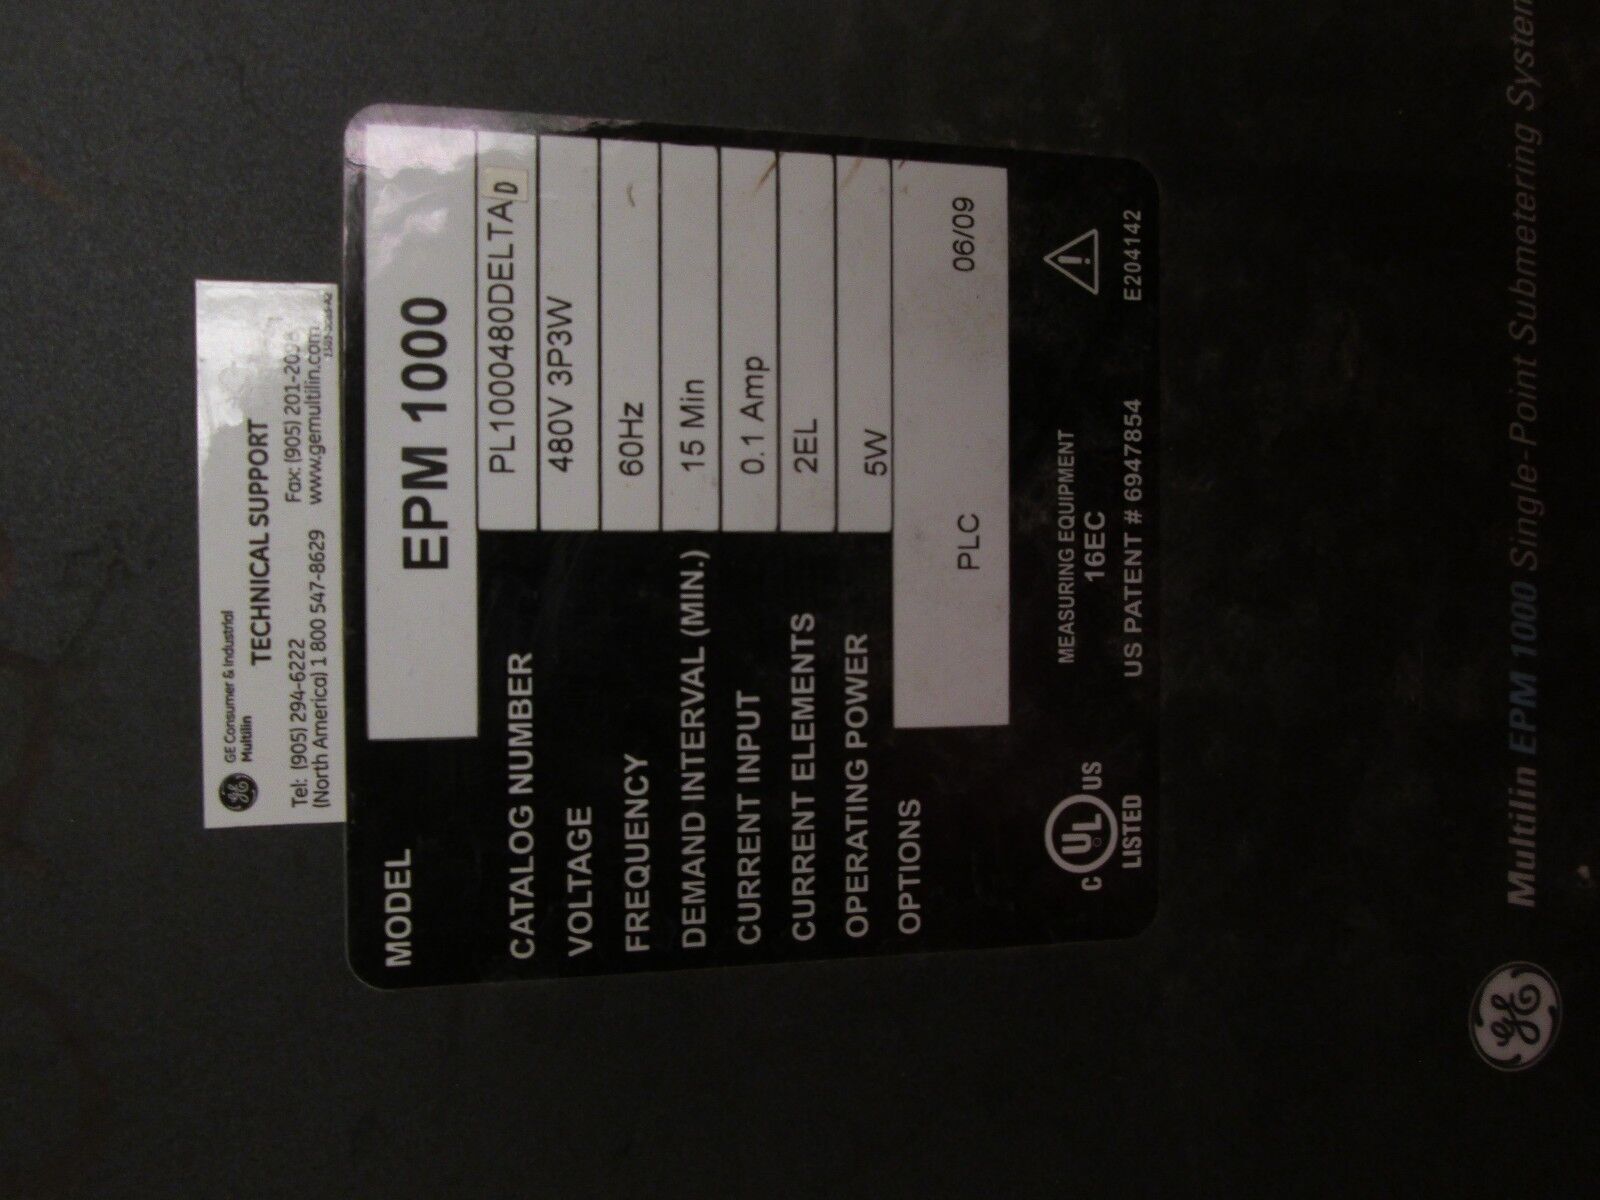 GE Consumer & Industrial
Multilin
TECHNICAL SUPPORT
Tel: (905) 294-6222 Fax: (905) 201-
(North America) 1 800 547-8629 www.gemultilin.com
MODEL EPM 1000
CATALOG NUMBER PL1000480DELTAD
VOLTAGE 480V 3P3W
FREQUENCY 60Hz
DEMAND INTERVAL (MIN.) 15 Min
CURRENT INPUT 0.1 Amp
CURRENT ELEMENTS 2EL
OPERATING POWER 5W
OPTIONS PLC 06/09
C UL US
LISTED
MEASURING EQUIPMENT
16EC
US PATENT # 6947854 E204142
GE Multilin EPM 1000 Single-Point Submetering System